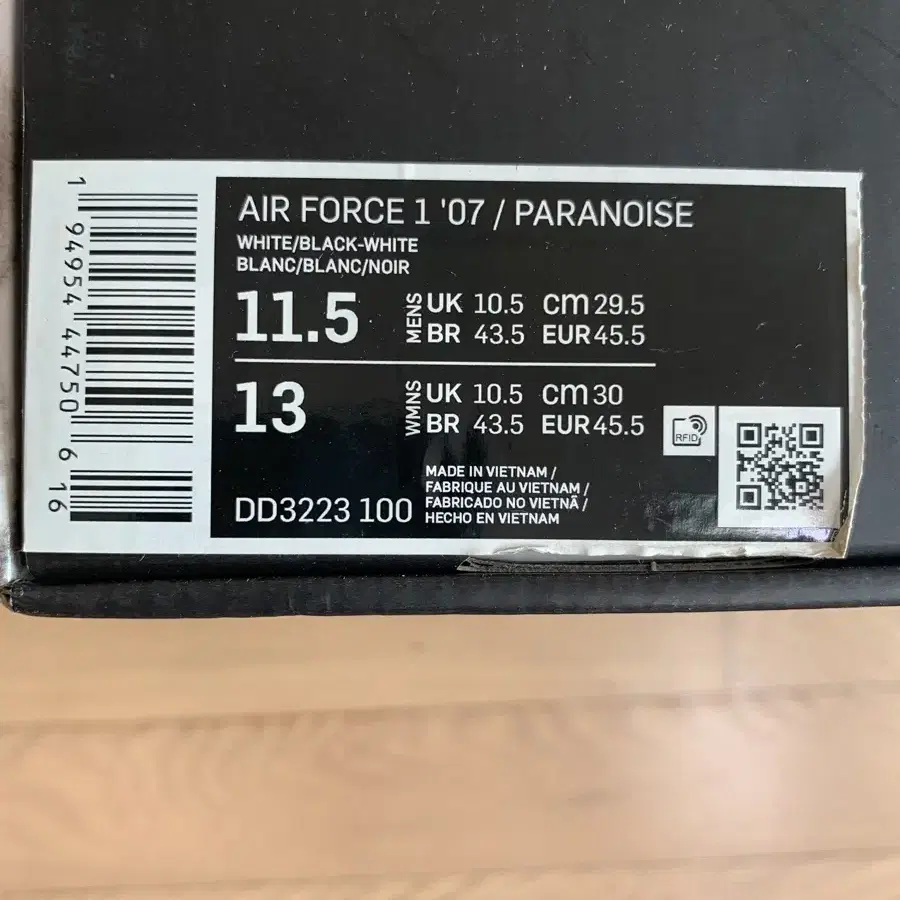 AIR FORCE 1 '07 / PARANOISE
WHITE/BLACK-WHITE
BLANC/BLANC/NOIR
11.5 MENS UK 10.5 cm 29.5
BR 43.5 EUR 45.5
13 WMNS UK 10.5 cm 30
BR 43.5 EUR 45.5
RFID
MADE IN VIETNAM /
FABRIQUE AU VIETNAM /
FABRICADO NO VIETNÃ /
HECHO EN VIETNAM
DD3223 100
1 94954 44750 6 16